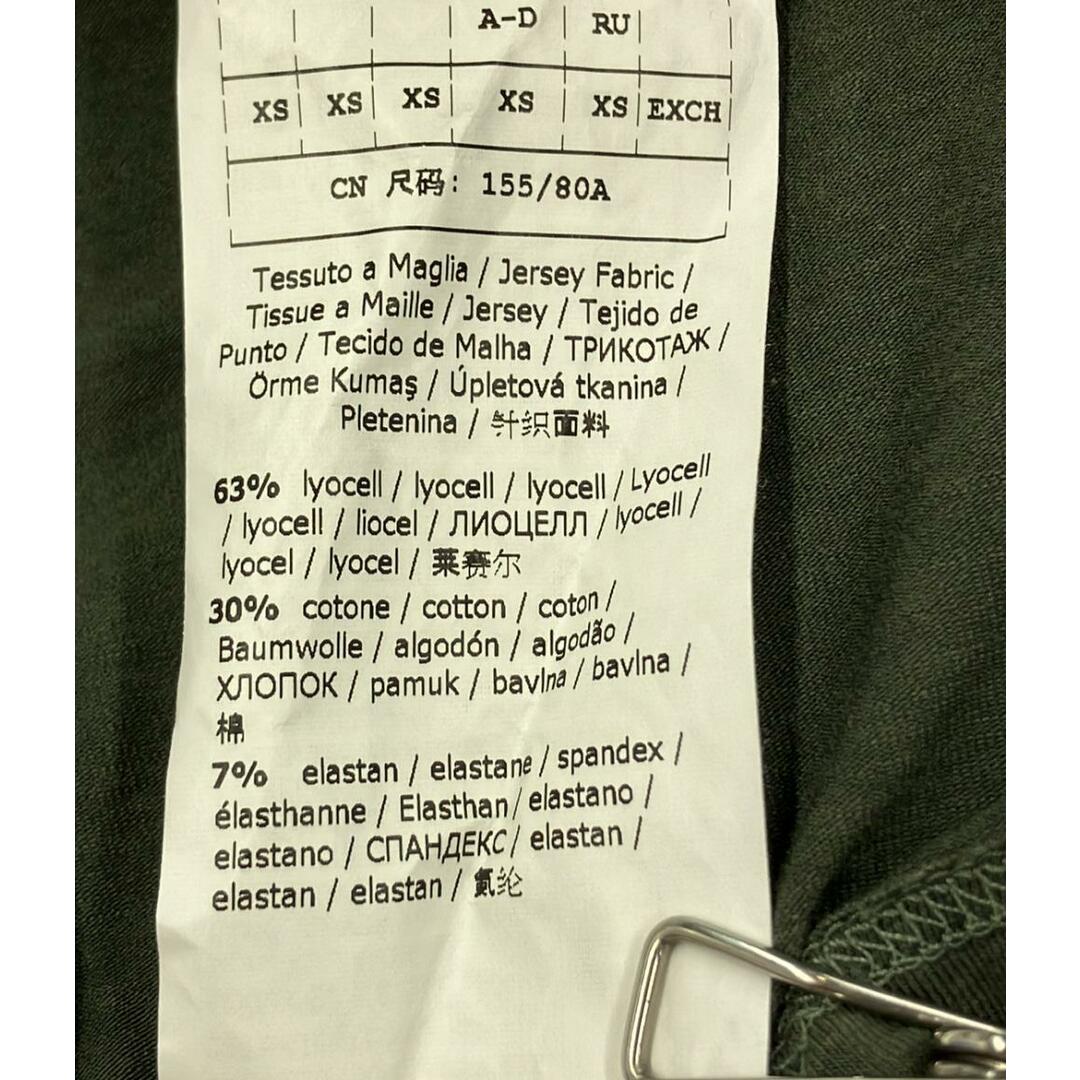 A-D RU
XS XS XS XS XS EXCH
CN 尺码: 155/80A
Tessuto a Maglia / Jersey Fabric /
Tissue a Maille / Jersey / Tejido de
Punto / Tecido de Malha / ТРИКОТАЖ /
Örme Kumaş / Úpletová tkanina /
Pletenina / 针织面料
63% lyocell / lyocell / lyocell / Lyocell
/ lyocell / liocel / ЛИОЦЕЛЛ / lyocell /
lyocel / lyocel / 莱赛尔
30% cotone / cotton / coton /
Baumwolle / algodón / algodão /
ХЛОПОК / pamuk / bavlna / bavlna /
棉
7% elastan / elastane / spandex /
élasthanne / Elasthan / elastano /
elastano / СПАНДЕКС / elastan /
elastan / elastan / 氨纶